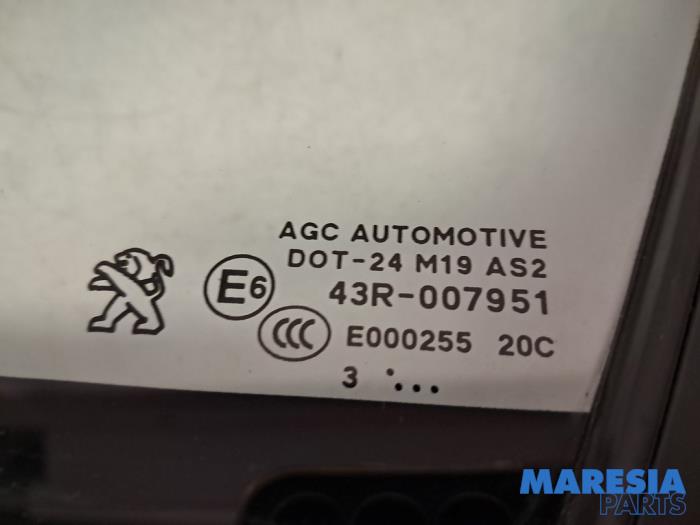 AGC AUTOMOTIVE
DOT-24 M19 AS2
E6 43R-007951
CCC E000255 20C
3 '...
MARESIA
PARTS